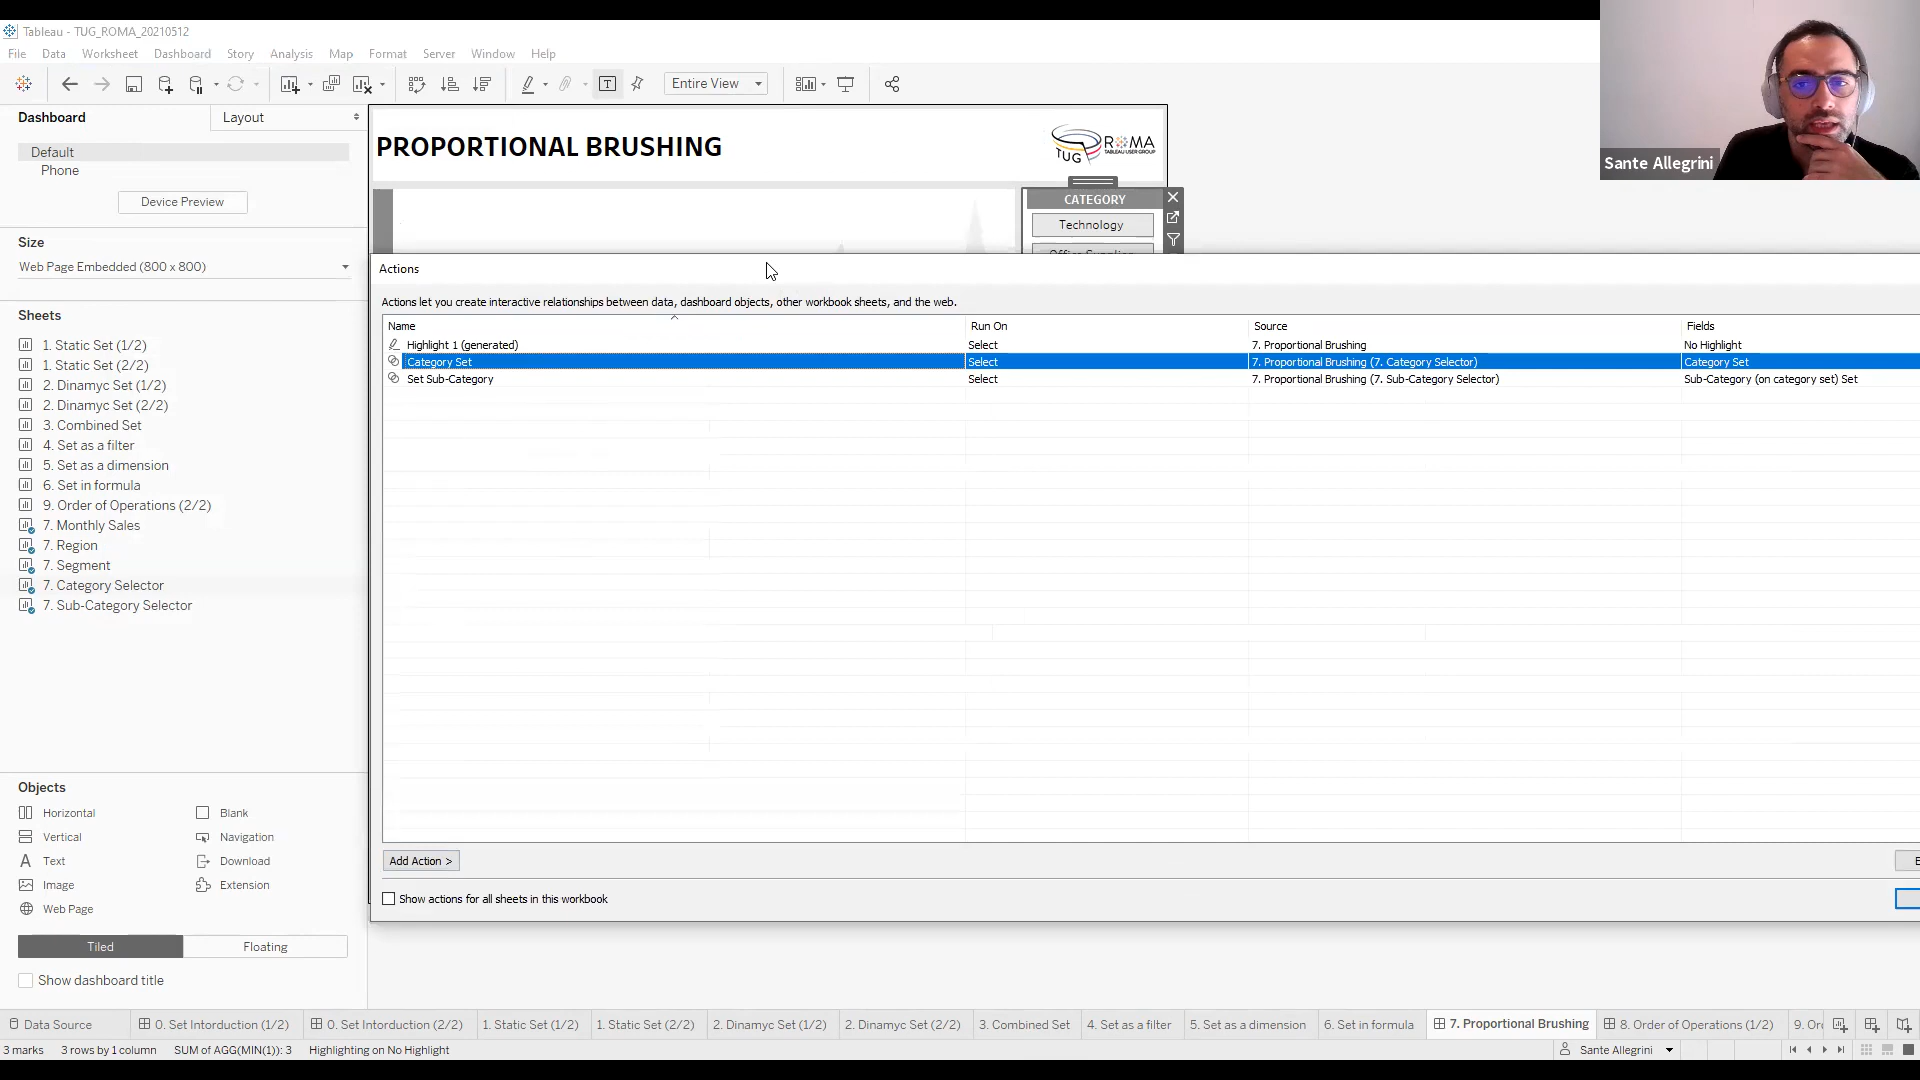 Tableau - TUG_ROMA_20210512
File Data Worksheet Dashboard Story Analysis Map Format Server Window Help
Entire View
Dashboard
Layout
Default
Phone
Device Preview
Size
Web Page Embedded (800 x 800)
Sheets
1. Static Set (1/2)
1. Static Set (2/2)
2. Dinamyc Set (1/2)
2. Dinamyc Set (2/2)
3. Combined Set
4. Set as a filter
5. Set as a dimension
6. Set in formula
9. Order of Operations (2/2)
7. Monthly Sales
7. Region
7. Segment
7. Category Selector
7. Sub-Category Selector
Objects
Horizontal Blank
Vertical Navigation
Text Download
Image Extension
Web Page
Tiled Floating
Show dashboard title
PROPORTIONAL BRUSHING
TUG ROMA
TABLEAU USER GROUP
CATEGORY
Technology
Office Supplies
Sante Allegrini
Actions
Actions let you create interactive relationships between data, dashboard objects, other workbook sheets, and the web.
Name Run On Source Fields
Highlight 1 (generated) Select 7. Proportional Brushing No Highlight
Category Set Select 7. Proportional Brushing (7. Category Selector) Category Set
Set Sub-Category Select 7. Proportional Brushing (7. Sub-Category Selector) Sub-Category (on category set) Set
Add Action >
Show actions for all sheets in this workbook
Data Source 0. Set Intorduction (1/2) 0. Set Intorduction (2/2) 1. Static Set (1/2) 1. Static Set (2/2) 2. Dinamyc Set (1/2) 2. Dinamyc Set (2/2) 3. Combined Set 4. Set as a filter 5. Set as a dimension 6. Set in formula 7. Proportional Brushing 8. Order of Operations (1/2) 9. Or
3 marks 3 rows by 1 column SUM of AGG(MIN(1)): 3 Highlighting on No Highlight Sante Allegrini